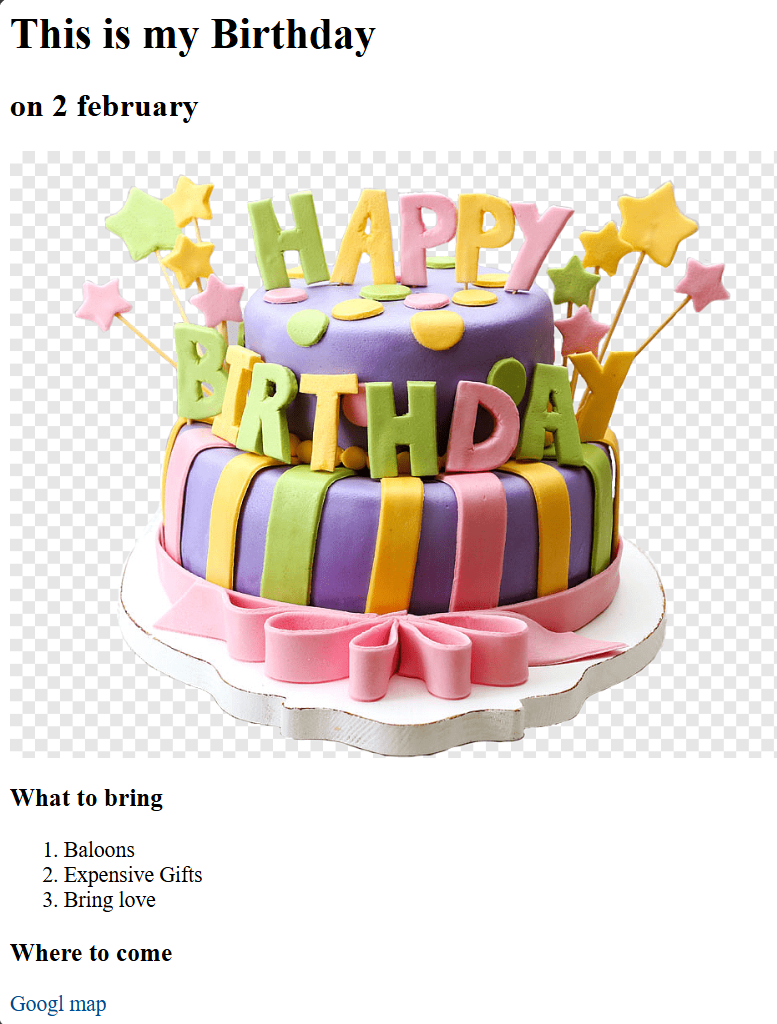 This is my Birthday
on 2 february
HAPPY
BIRTHDAY
What to bring
1. Baloons
2. Expensive Gifts
3. Bring love
Where to come
Googl map